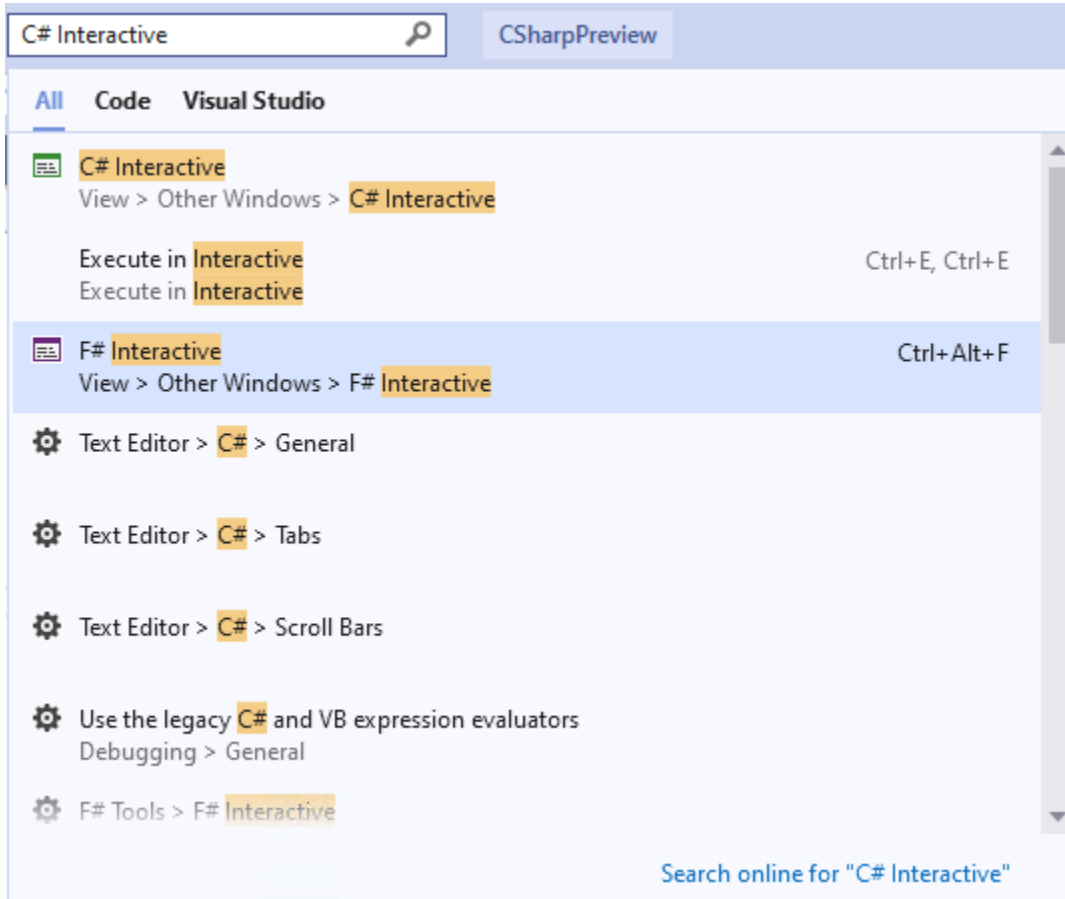 C# Interactive
CSharpPreview
All Code Visual Studio
C# Interactive
View > Other Windows > C# Interactive
Execute in Interactive Ctrl+E, Ctrl+E
Execute in Interactive
F# Interactive Ctrl+Alt+F
View > Other Windows > F# Interactive
Text Editor > C# > General
Text Editor > C# > Tabs
Text Editor > C# > Scroll Bars
Use the legacy C# and VB expression evaluators
Debugging > General
F# Tools > F# Interactive
Search online for "C# Interactive"